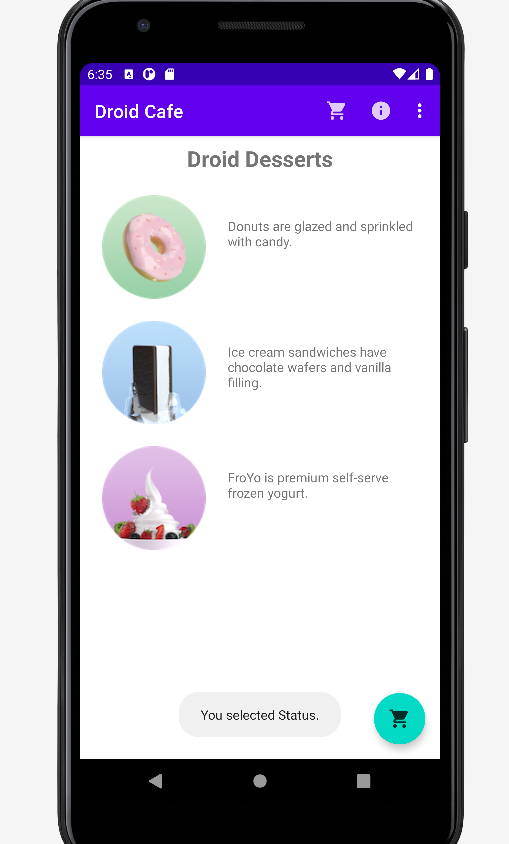 6:35
Droid Cafe
Droid Desserts
Donuts are glazed and sprinkled
with candy.
Ice cream sandwiches have
chocolate wafers and vanilla
filling.
FroYo is premium self-serve
frozen yogurt.
You selected Status.